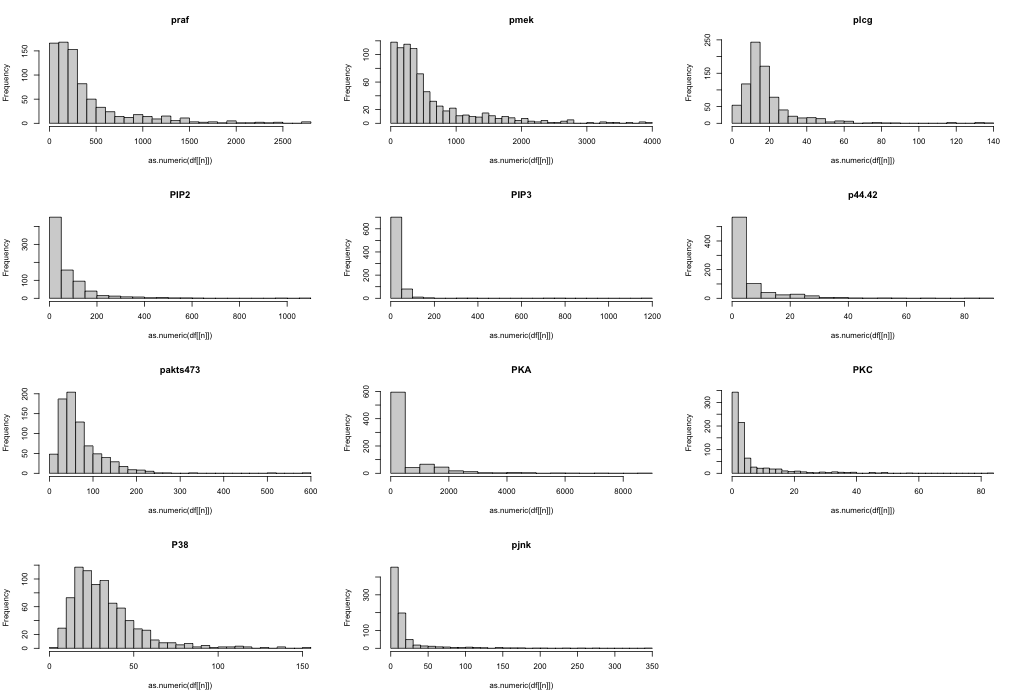 praf
Frequency
0 50 100 150
0 500 1000 1500 2000 2500
as.numeric(df[[n]])
pmek
Frequency
0 20 60 100
0 1000 2000 3000 4000
as.numeric(df[[n]])
plcg
Frequency
0 50 150 250
0 20 40 60 80 100 120 140
as.numeric(df[[n]])
PIP2
Frequency
0 100 300
0 200 400 600 800 1000
as.numeric(df[[n]])
PIP3
Frequency
0 200 400 600
0 200 400 600 800 1000 1200
as.numeric(df[[n]])
p44.42
Frequency
0 200 400
0 20 40 60 80
as.numeric(df[[n]])
pakts473
Frequency
0 50 100 150 200
0 100 200 300 400 500 600
as.numeric(df[[n]])
PKA
Frequency
0 200 400 600
0 2000 4000 6000 8000
as.numeric(df[[n]])
PKC
Frequency
0 100 200 300
0 20 40 60 80
as.numeric(df[[n]])
P38
Frequency
0 20 60 100
0 50 100 150
as.numeric(df[[n]])
pjnk
Frequency
0 100 300
0 50 100 150 200 250 300 350
as.numeric(df[[n]])